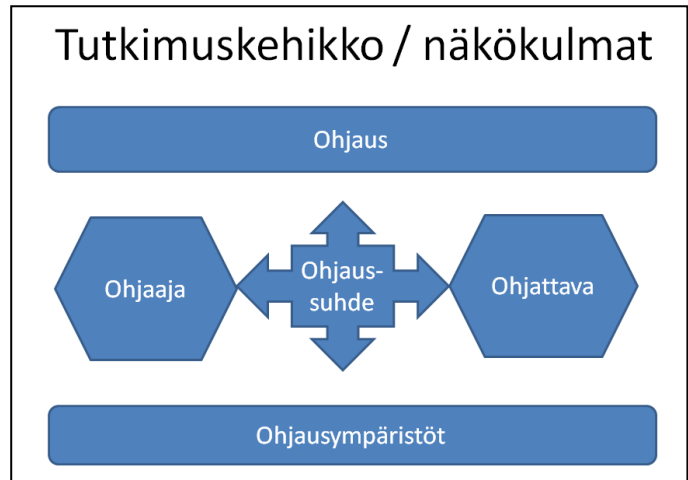 Tutkimuskehikko / näkökulmat
Ohjaus
Ohjaaja
Ohjaus-
suhde
Ohjattava
Ohjausympäristöt